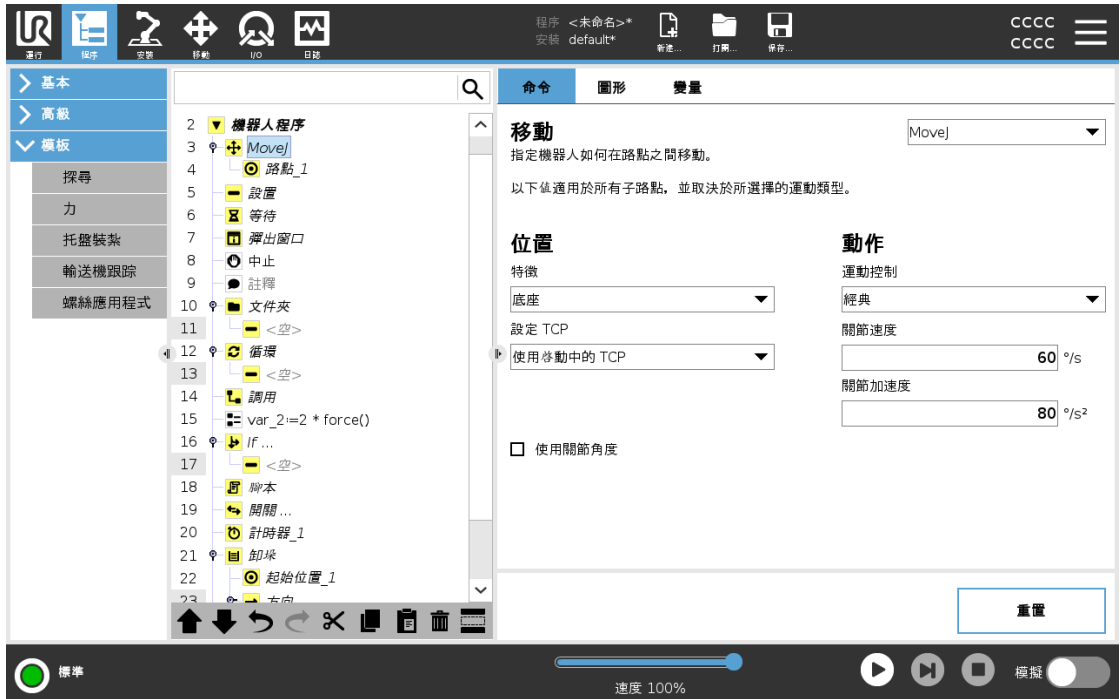 UR
運行
程序
安裝
移動
I/O
日誌
程序 <未命名>*
安裝 default*
新建...
打開...
保存...
CCCC
CCCC
基本
高級
模板
探尋
力
托盤裝紮
輸送機跟踪
螺絲應用程式
2 機器人程序
3 MoveJ
4 路點_1
5 設置
6 等待
7 彈出窗口
8 中止
9 註釋
10 文件夾
11 <空>
12 循環
13 <空>
14 調用
15 var_2≔2 * force()
16 If ...
17 <空>
18 腳本
19 開關 ...
20 計時器_1
21 卸垛
22 起始位置_1
23 方向
命令
圖形
變量
移動
MoveJ
指定機器人如何在路點之間移動。
以下值適用於所有子路點，並取決於所選擇的運動類型。
位置
特徵
底座
設定 TCP
使用啓動中的 TCP
使用關節角度
動作
運動控制
經典
關節速度
60 °/s
關節加速度
80 °/s²
重置
標準
速度 100%
模擬